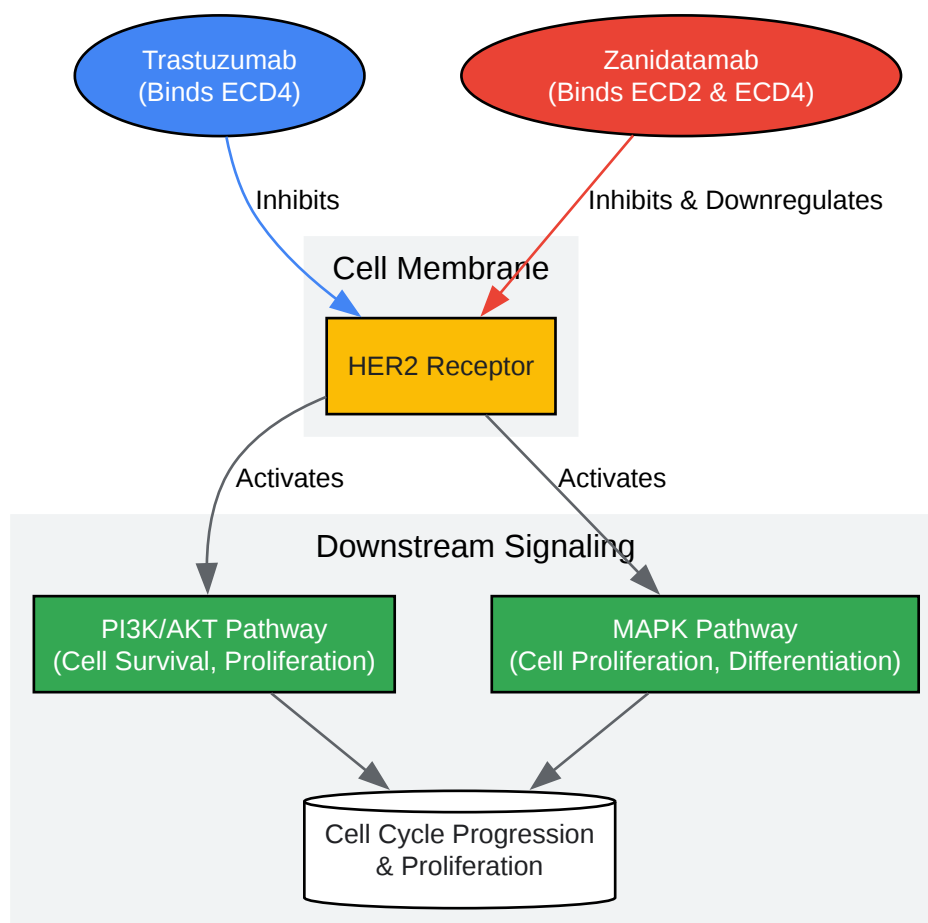 Trastuzumab
(Binds ECD4)
Zanidatamab
(Binds ECD2 & ECD4)
Inhibits
Inhibits & Downregulates
Cell Membrane
HER2 Receptor
Activates
Activates
Downstream Signaling
PI3K/AKT Pathway
(Cell Survival, Proliferation)
MAPK Pathway
(Cell Proliferation, Differentiation)
Cell Cycle Progression
& Proliferation